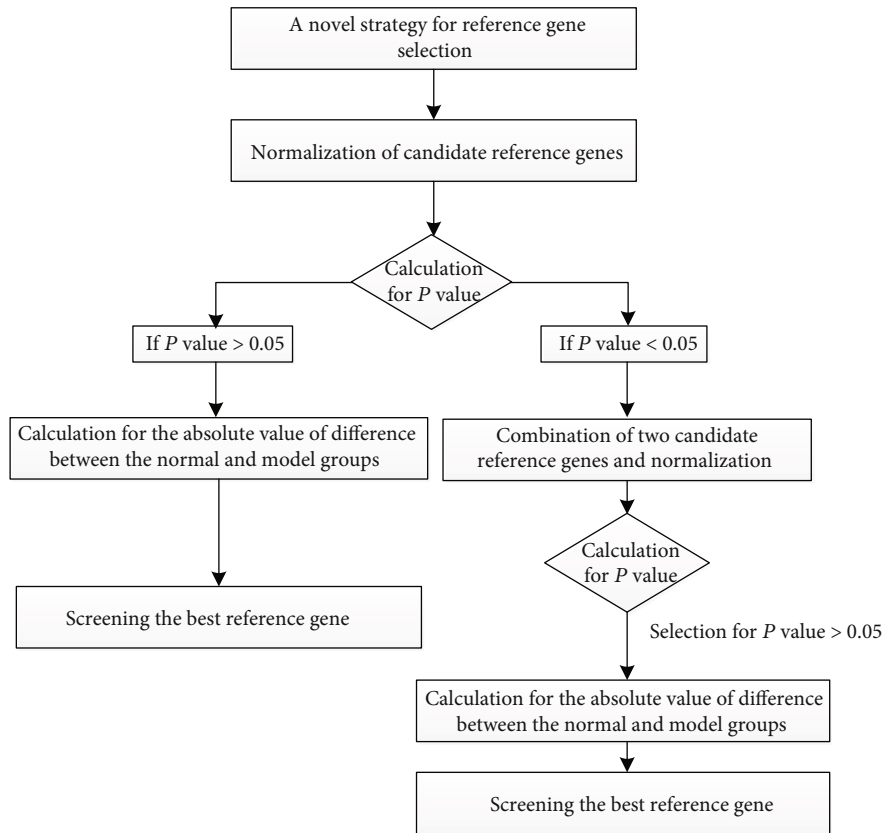 A novel strategy for reference gene
selection
Normalization of candidate reference genes
Calculation
for P value
If P value > 0.05
If P value < 0.05
Calculation for the absolute value of difference
between the normal and model groups
Combination of two candidate
reference genes and normalization
Calculation
for P value
Screening the best reference gene
Selection for P value > 0.05
Calculation for the absolute value of difference
between the normal and model groups
Screening the best reference gene